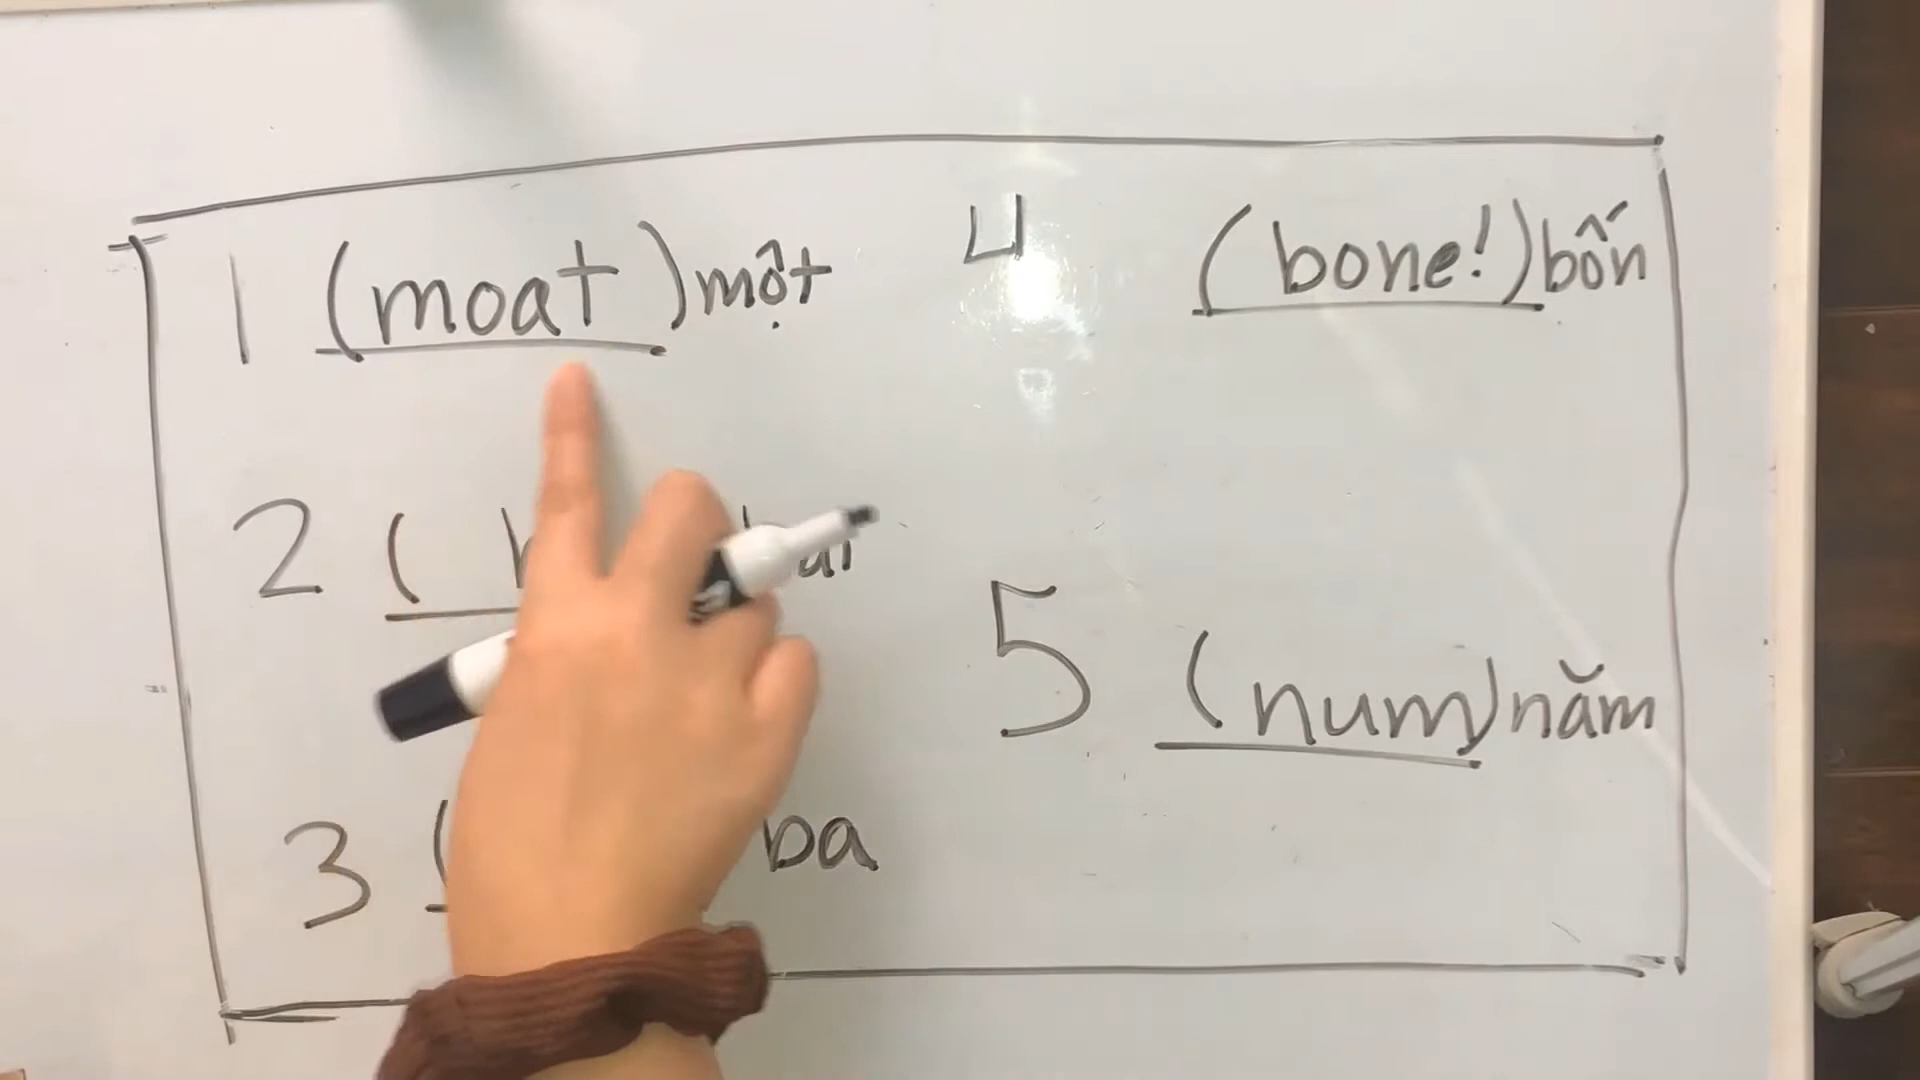 1 (moat) một
2 (
3 ( ba
4 (bone!) bốn
5 (num) năm